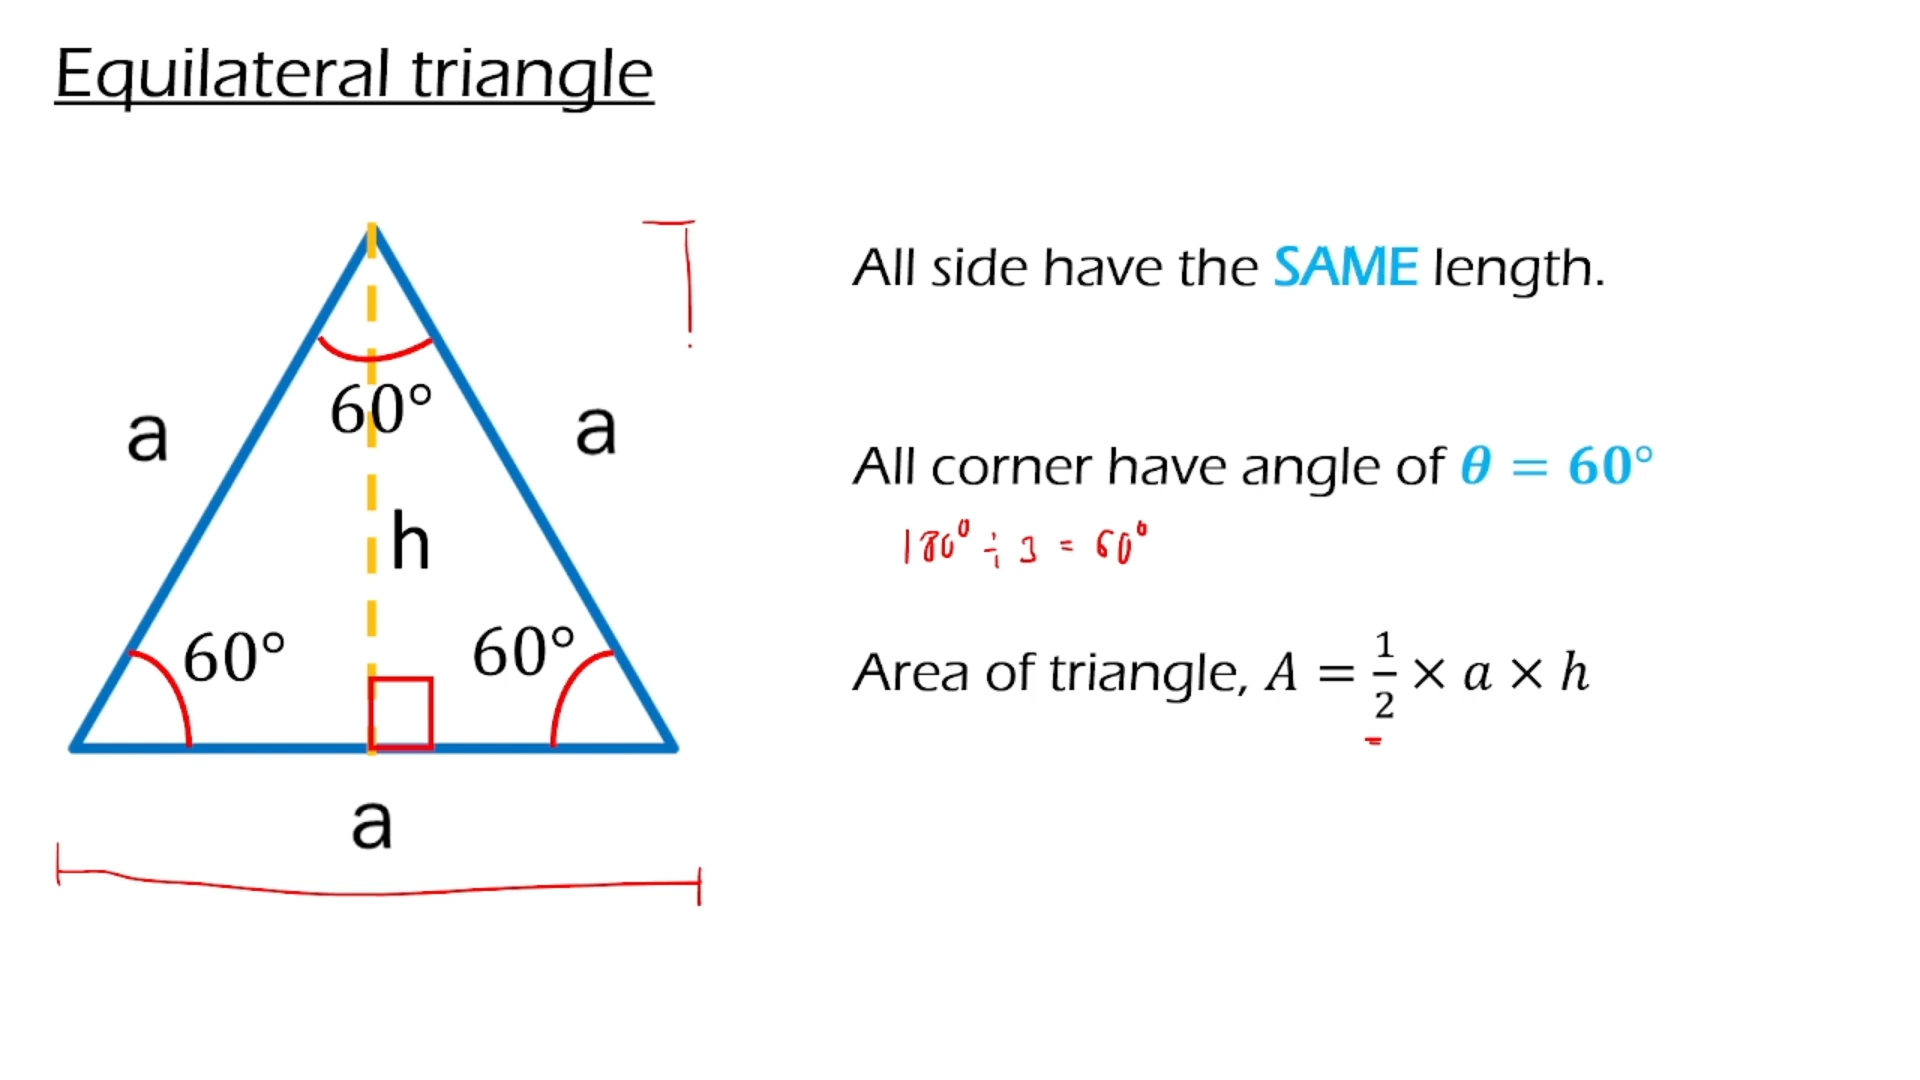 Equilateral triangle
All side have the SAME length.
a
60°
a
All corner have angle of θ = 60°
h
180° ÷ 3 = 60°
60°
60°
Area of triangle, A = 1/2 × a × h
a